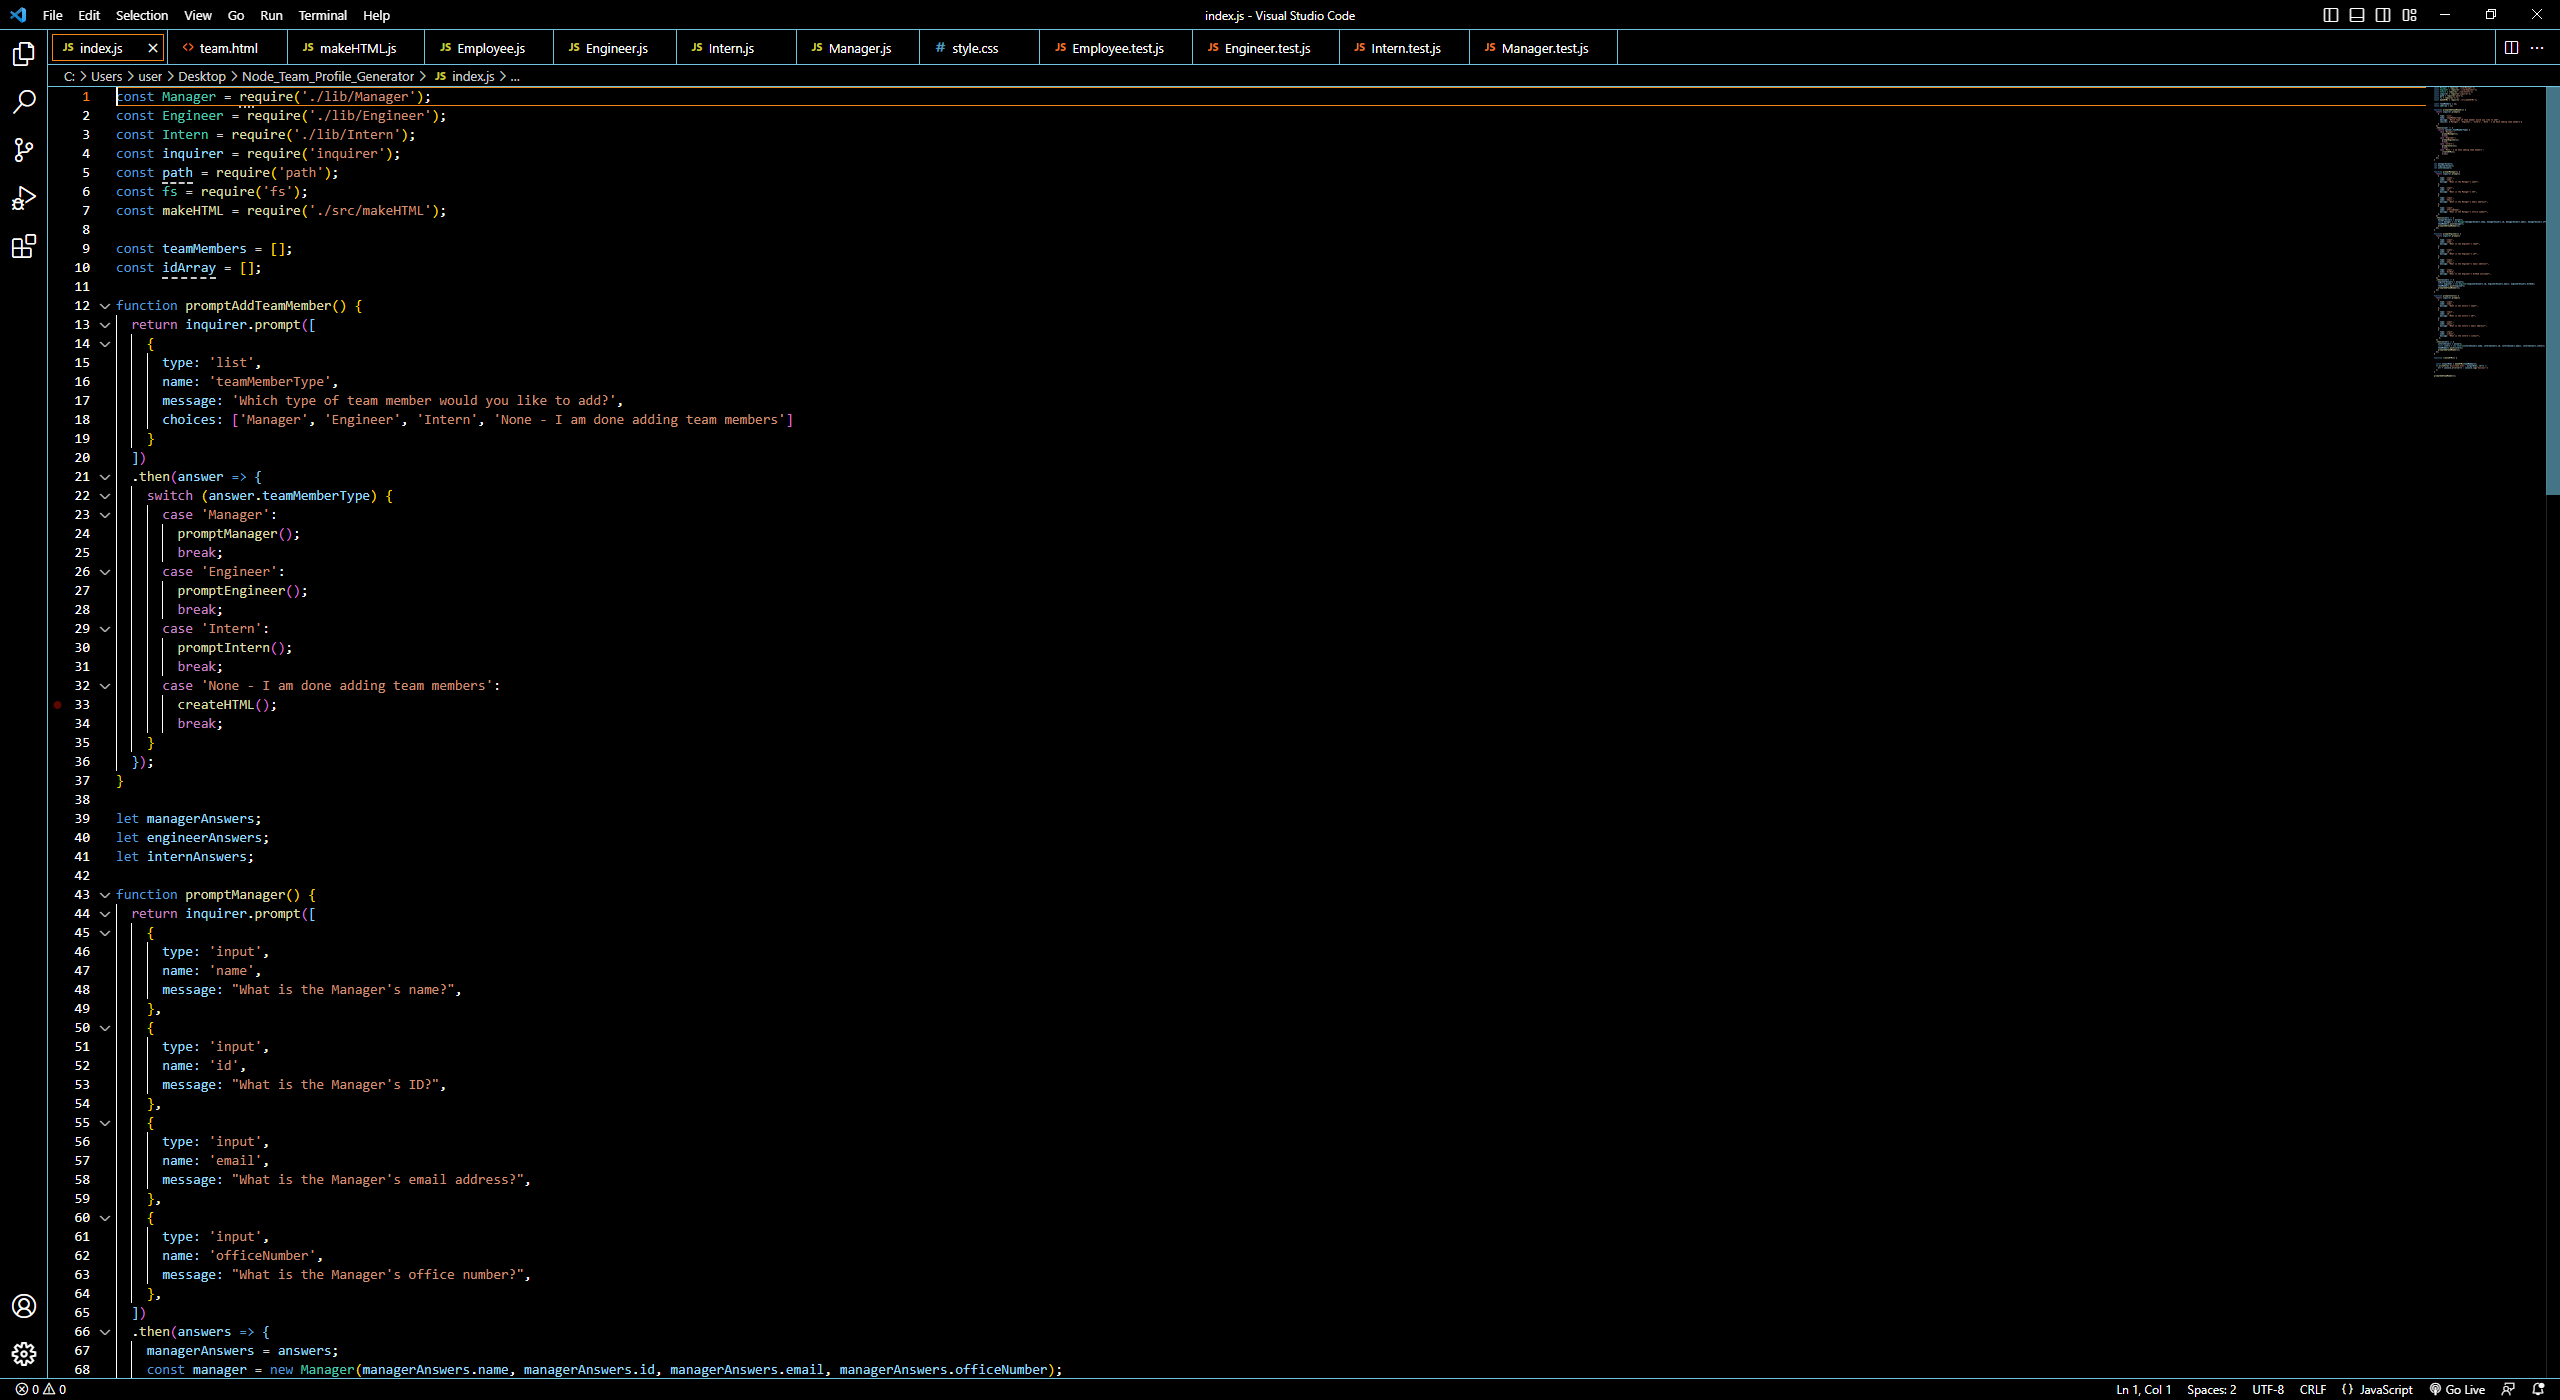 File Edit Selection View Go Run Terminal Help
index.js - Visual Studio Code
JS index.js
<> team.html
JS makeHTML.js
JS Employee.js
JS Engineer.js
JS Intern.js
JS Manager.js
# style.css
JS Employee.test.js
JS Engineer.test.js
JS Intern.test.js
JS Manager.test.js
C: > Users > user > Desktop > Node_Team_Profile_Generator > JS index.js > ...
1 const Manager = require('./lib/Manager');
2 const Engineer = require('./lib/Engineer');
3 const Intern = require('./lib/Intern');
4 const inquirer = require('inquirer');
5 const path = require('path');
6 const fs = require('fs');
7 const makeHTML = require('./src/makeHTML');
8
9 const teamMembers = [];
10 const idArray = [];
11
12 function promptAddTeamMember() {
13 return inquirer.prompt([
14 {
15 type: 'list',
16 name: 'teamMemberType',
17 message: 'Which type of team member would you like to add?',
18 choices: ['Manager', 'Engineer', 'Intern', 'None - I am done adding team members']
19 }
20 ])
21 .then(answer => {
22 switch (answer.teamMemberType) {
23 case 'Manager':
24 promptManager();
25 break;
26 case 'Engineer':
27 promptEngineer();
28 break;
29 case 'Intern':
30 promptIntern();
31 break;
32 case 'None - I am done adding team members':
33 createHTML();
34 break;
35 }
36 });
37 }
38
39 let managerAnswers;
40 let engineerAnswers;
41 let internAnswers;
42
43 function promptManager() {
44 return inquirer.prompt([
45 {
46 type: 'input',
47 name: 'name',
48 message: "What is the Manager's name?",
49 },
50 {
51 type: 'input',
52 name: 'id',
53 message: "What is the Manager's ID?",
54 },
55 {
56 type: 'input',
57 name: 'email',
58 message: "What is the Manager's email address?",
59 },
60 {
61 type: 'input',
62 name: 'officeNumber',
63 message: "What is the Manager's office number?",
64 },
65 ])
66 .then(answers => {
67 managerAnswers = answers;
68 const manager = new Manager(managerAnswers.name, managerAnswers.id, managerAnswers.email, managerAnswers.officeNumber);
0 0
Ln 1, Col 1 Spaces: 2 UTF-8 CRLF {} JavaScript Go Live